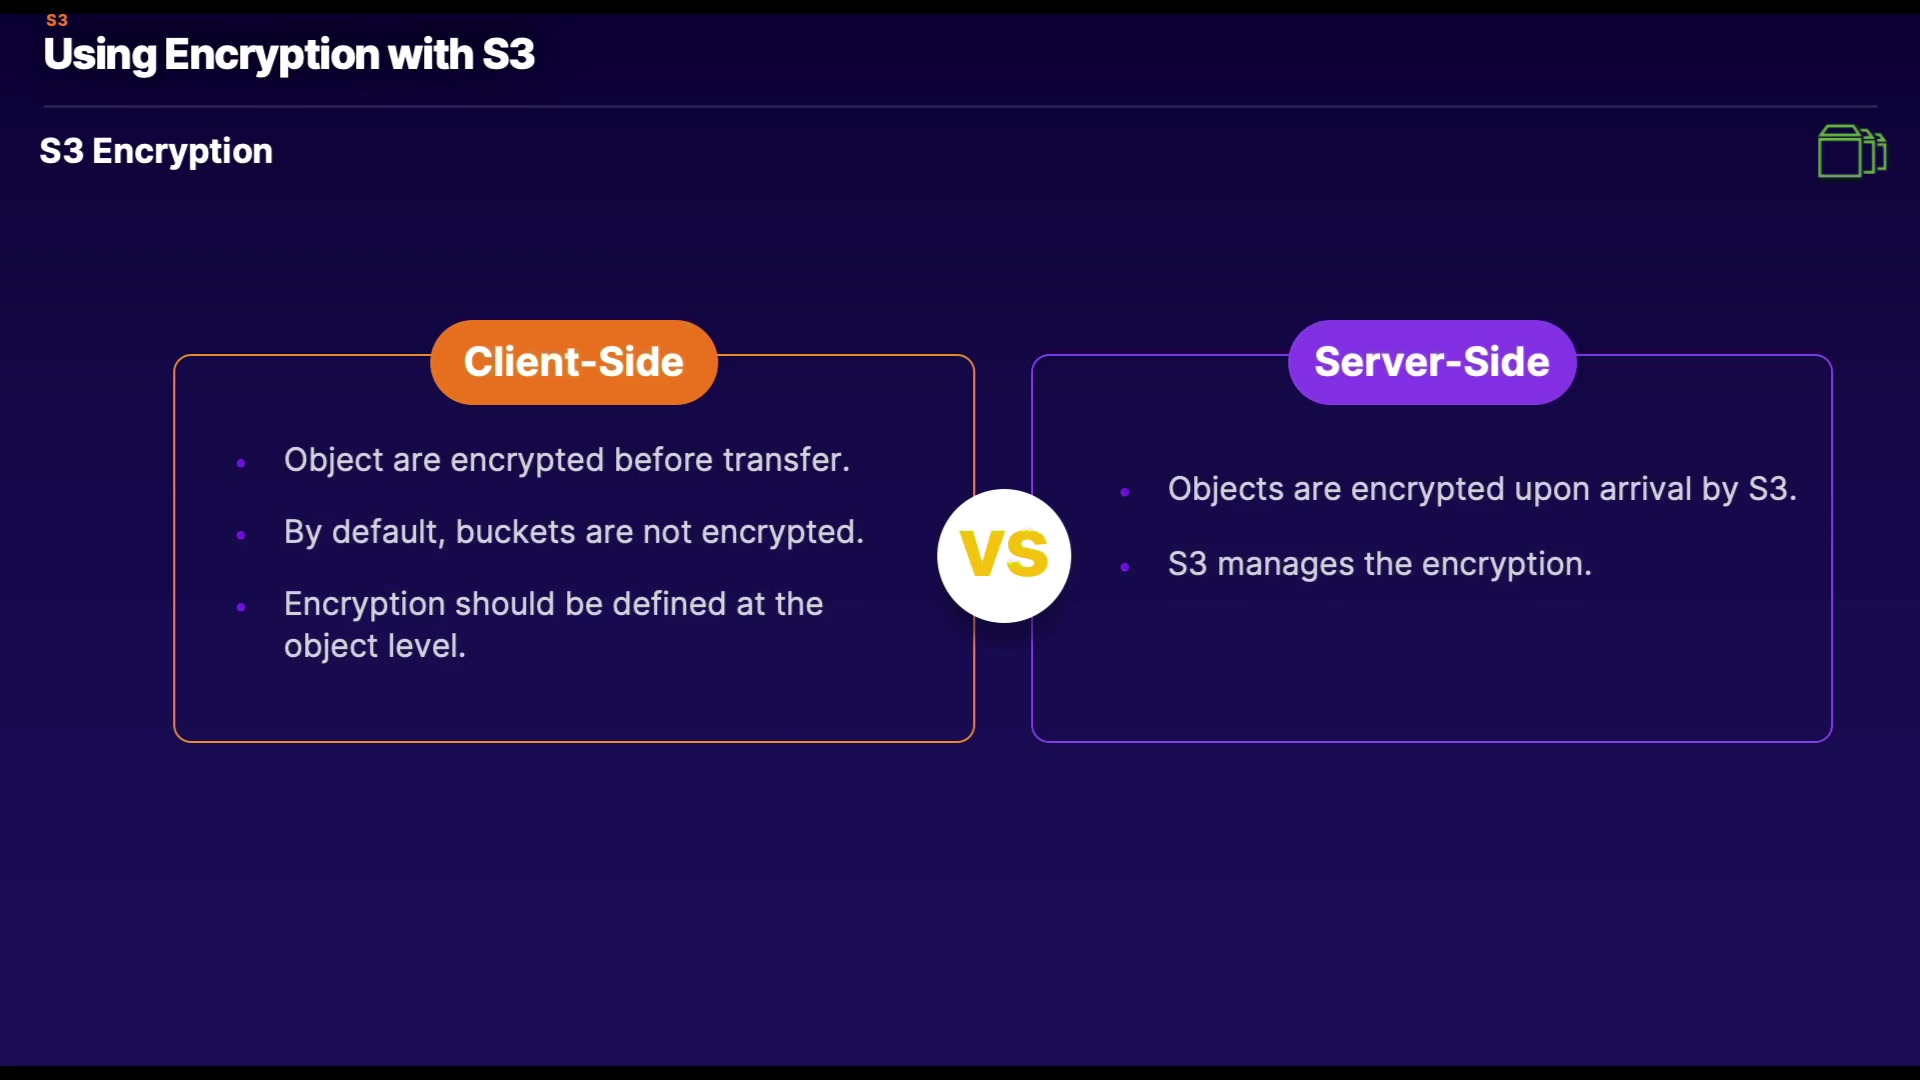 S3
Using Encryption with S3
S3 Encryption
Client-Side
Object are encrypted before transfer.
By default, buckets are not encrypted.
Encryption should be defined at the
object level.
VS
Server-Side
Objects are encrypted upon arrival by S3.
S3 manages the encryption.